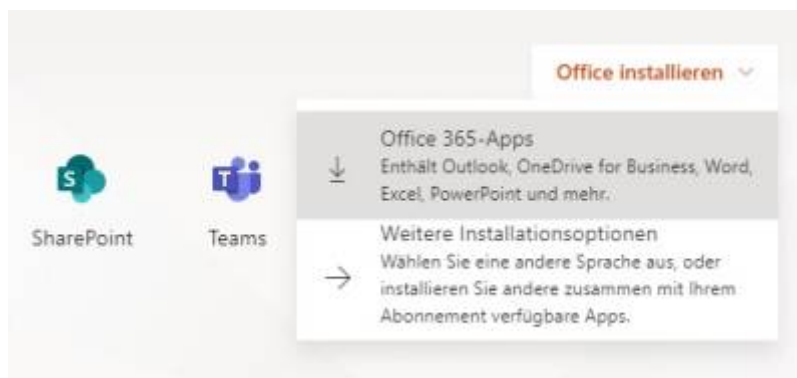 Office installieren
Office 365-Apps
Enthält Outlook, OneDrive for Business, Word,
Excel, PowerPoint und mehr.
SharePoint
Teams
Weitere Installationsoptionen
Wählen Sie eine andere Sprache aus, oder
installieren Sie andere zusammen mit Ihrem
Abonnement verfügbare Apps.